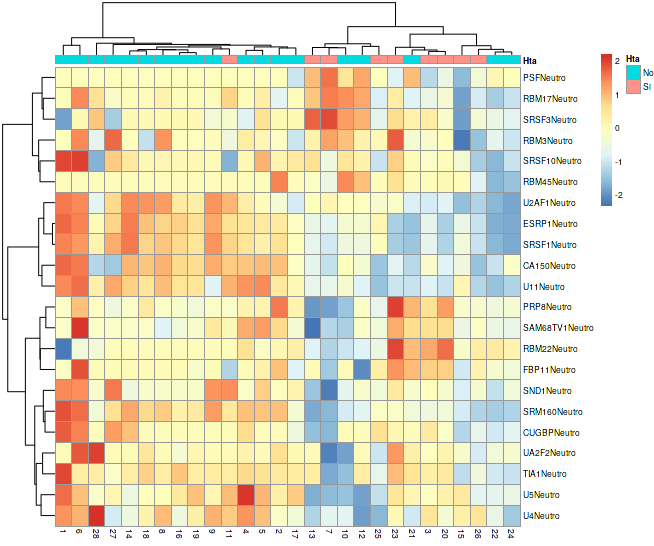 Hta
PSFNeutro
RBM17Neutro
SRSF3Neutro
RBM3Neutro
SRSF10Neutro
RBM45Neutro
U2AF1Neutro
ESRP1Neutro
SRSF1Neutro
CA150Neutro
U11Neutro
PRP8Neutro
SAM68TV1Neutro
RBM22Neutro
FBP11Neutro
SND1Neutro
SRM160Neutro
CUGBPNeutro
UA2F2Neutro
TIA1Neutro
U5Neutro
U4Neutro
1 6 28 27 14 18 8 16 19 9 11 4 5 2 17 13 7 10 12 25 23 21 3 20 15 26 22 24
2
1
0
-1
-2
Hta
No
SI